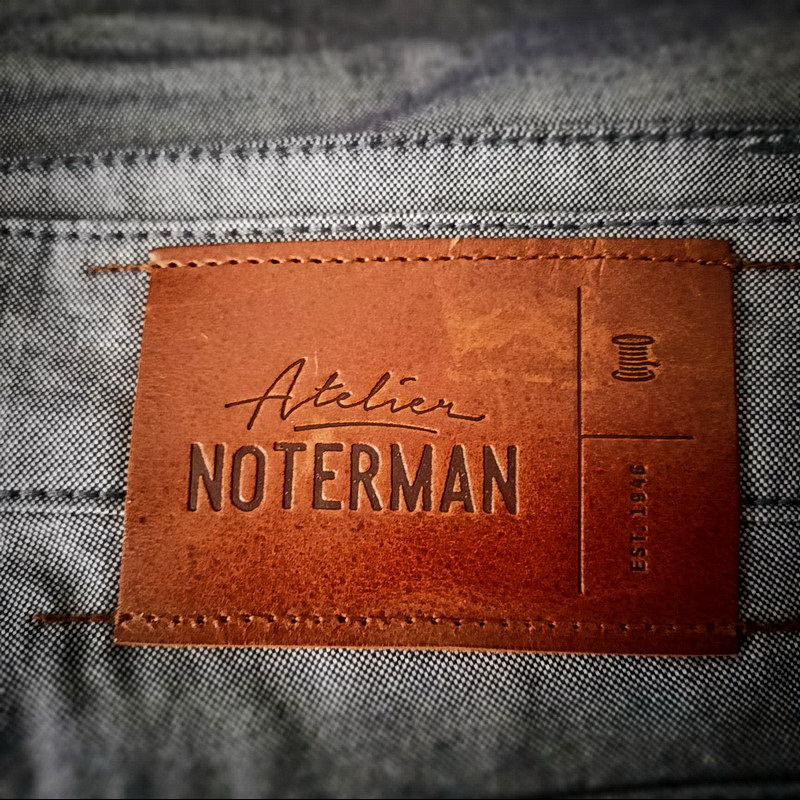 Atelier
NOTERMAN
EST. 1946